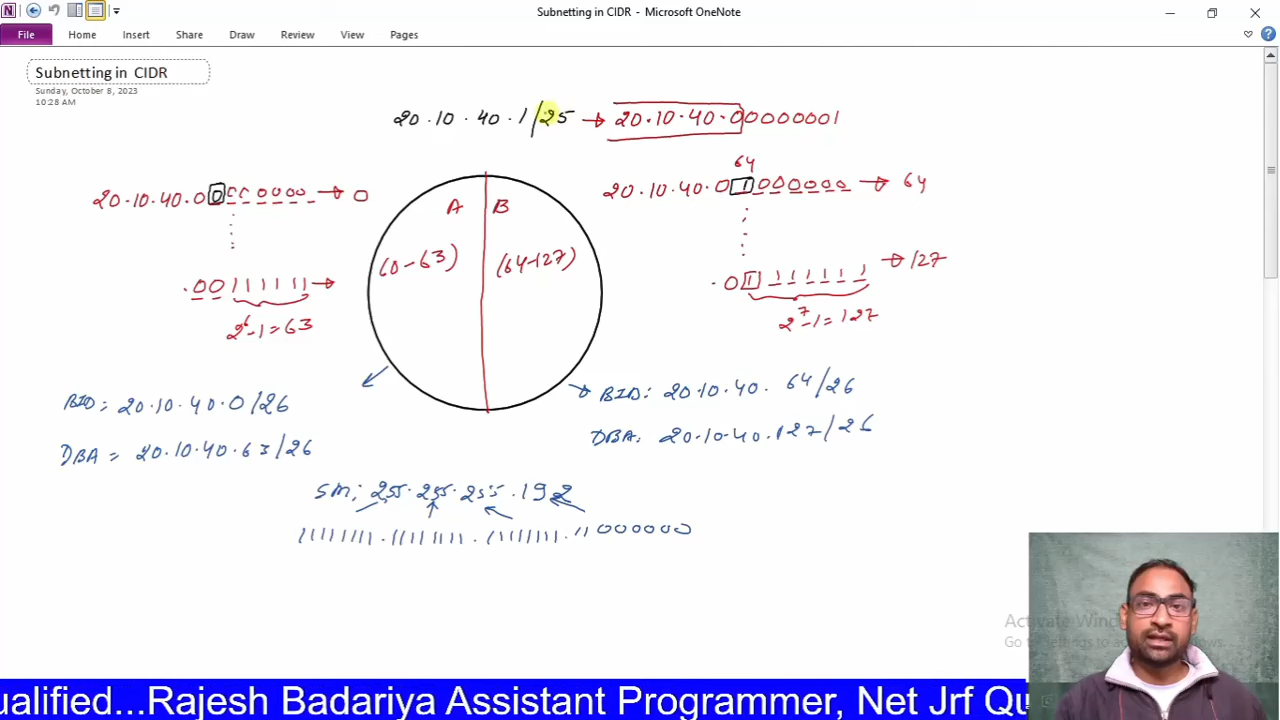 Subnetting in CIDR - Microsoft OneNote
File Home Insert Share Draw Review View Pages
Subnetting in CIDR
Sunday, October 8, 2023
10:28 AM
20.10.40.1/25 → 20.10.40.00000001
64
20.10.40.00000000 → 0
20.10.40.01000000 → 64
A B
(0-63) (64-127)
.00111111 →
.01111111 → 127
2^6-1=63
2^7-1=127
BID: 20.10.40.0/26
BID: 20.10.40. 64/26
DBA = 20.10.40.63/26
DBA: 20.10.40.127/26
SM: 255.255.255.192
11111111.11111111.11111111.11000000
ualified...Rajesh Badariya Assistant Programmer, Net Jrf Qu